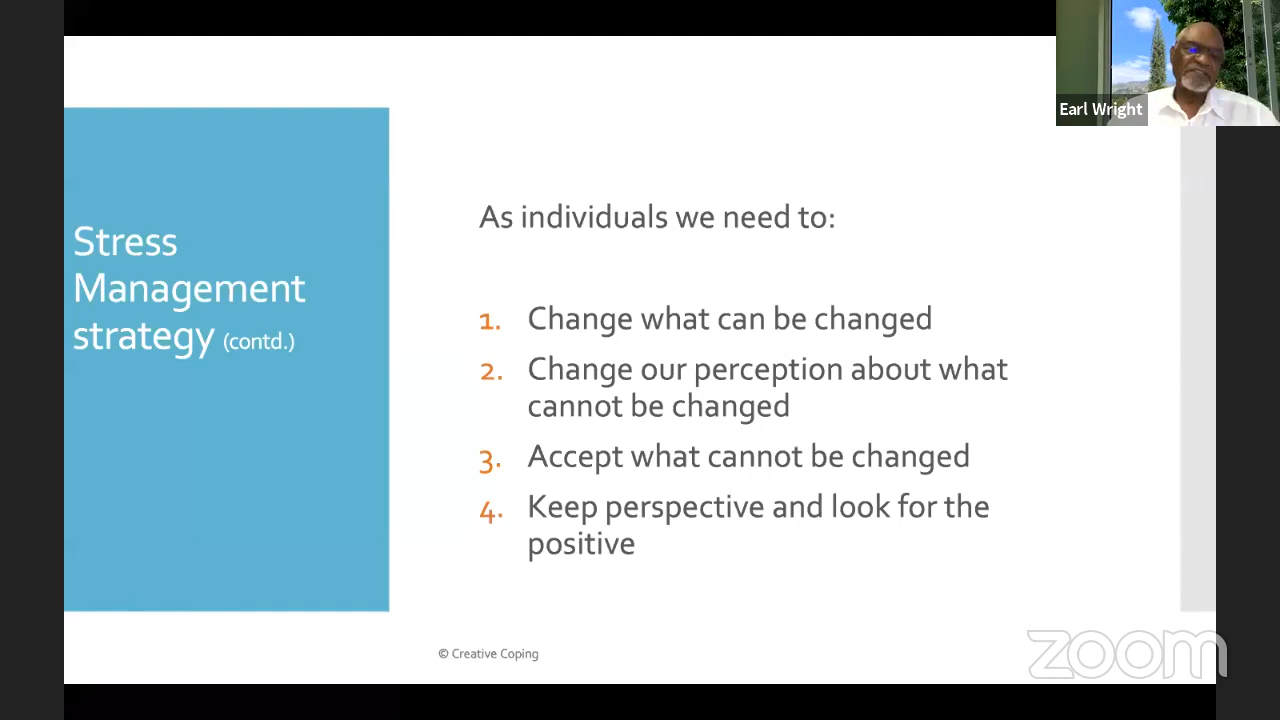 Earl Wright
Stress
Management
strategy (contd.)
As individuals we need to:
1. Change what can be changed
2. Change our perception about what
cannot be changed
3. Accept what cannot be changed
4. Keep perspective and look for the
positive
© Creative Coping
zoom